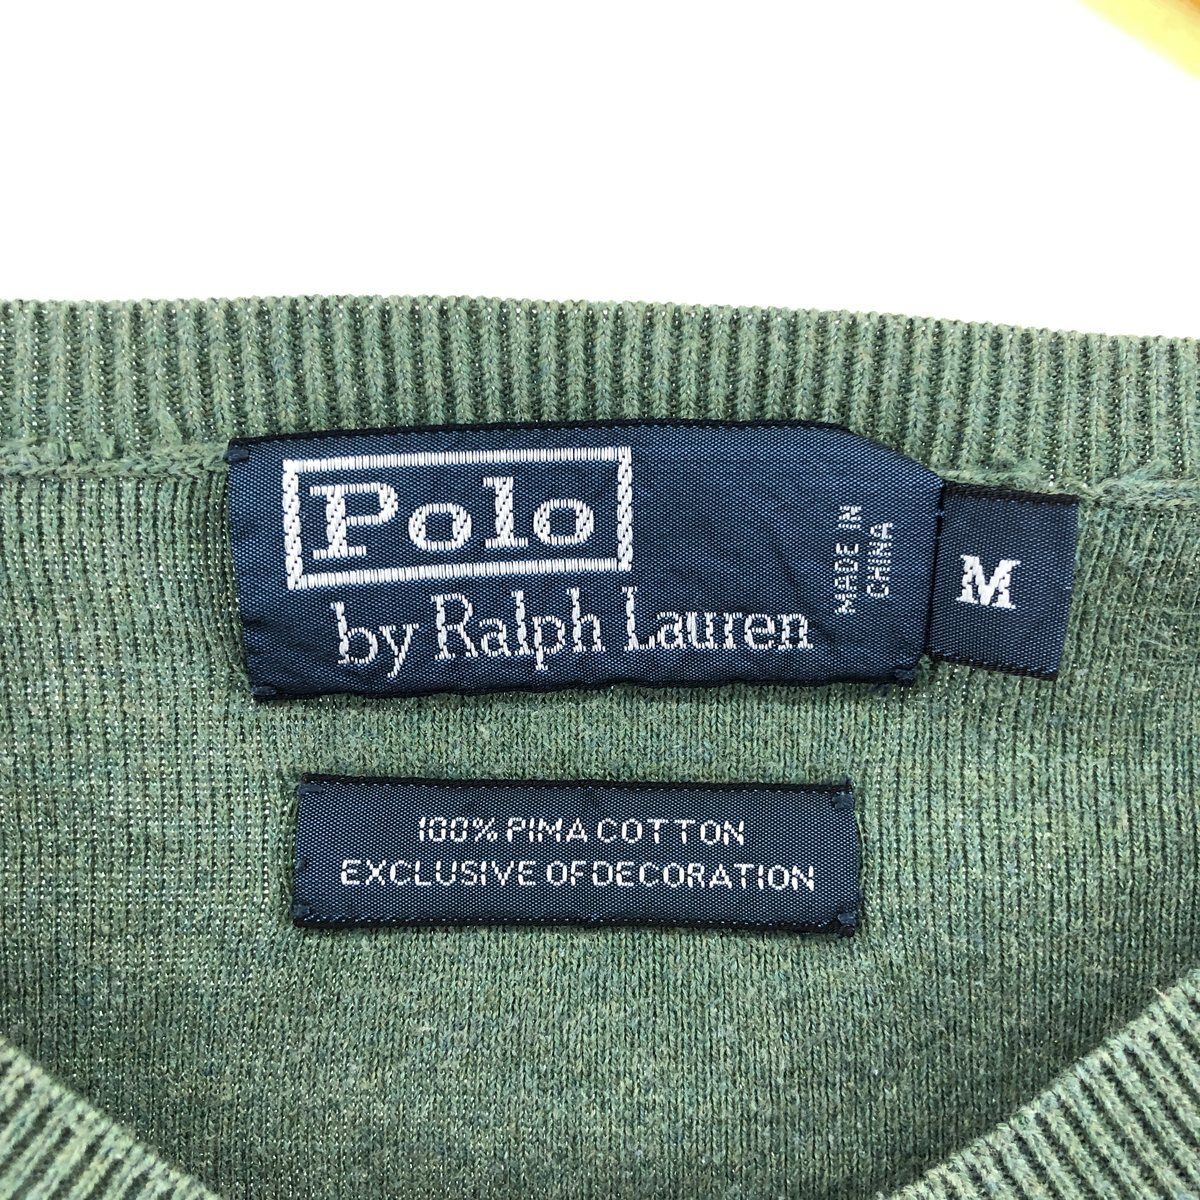 Polo
by Ralph Lauren
MADE IN
CHINA
M
100% PIMA COTTON
EXCLUSIVE OF DECORATION